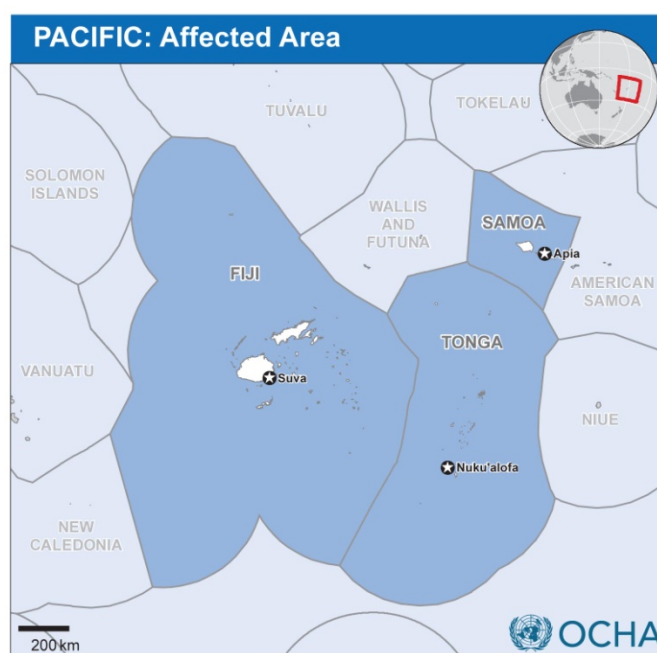 PACIFIC: Affected Area
TUVALU
TOKELAU
SOLOMON
ISLANDS
WALLIS
AND
FUTUNA
SAMOA
Apia
FIJI
AMERICAN
SAMOA
TONGA
VANUATU
Suva
NIUE
Nuku'alofa
NEW
CALEDONIA
200 km
OCHA